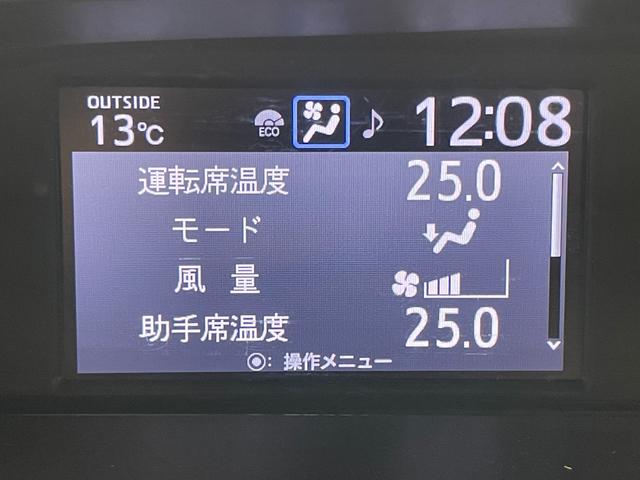 OUTSIDE
13℃
ECO
12:08
運転席温度 25.0
モード
風 量
助手席温度 25.0
◉: 操作メニュー